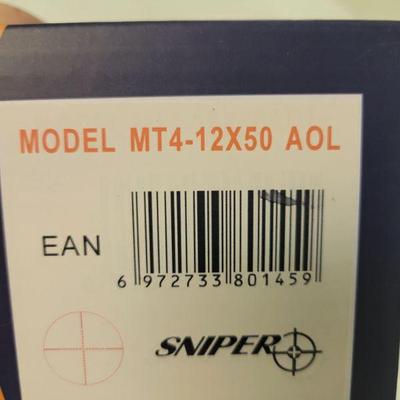 MODEL MT4-12X50 AOL
EAN
6 972733 801459
SNIPER